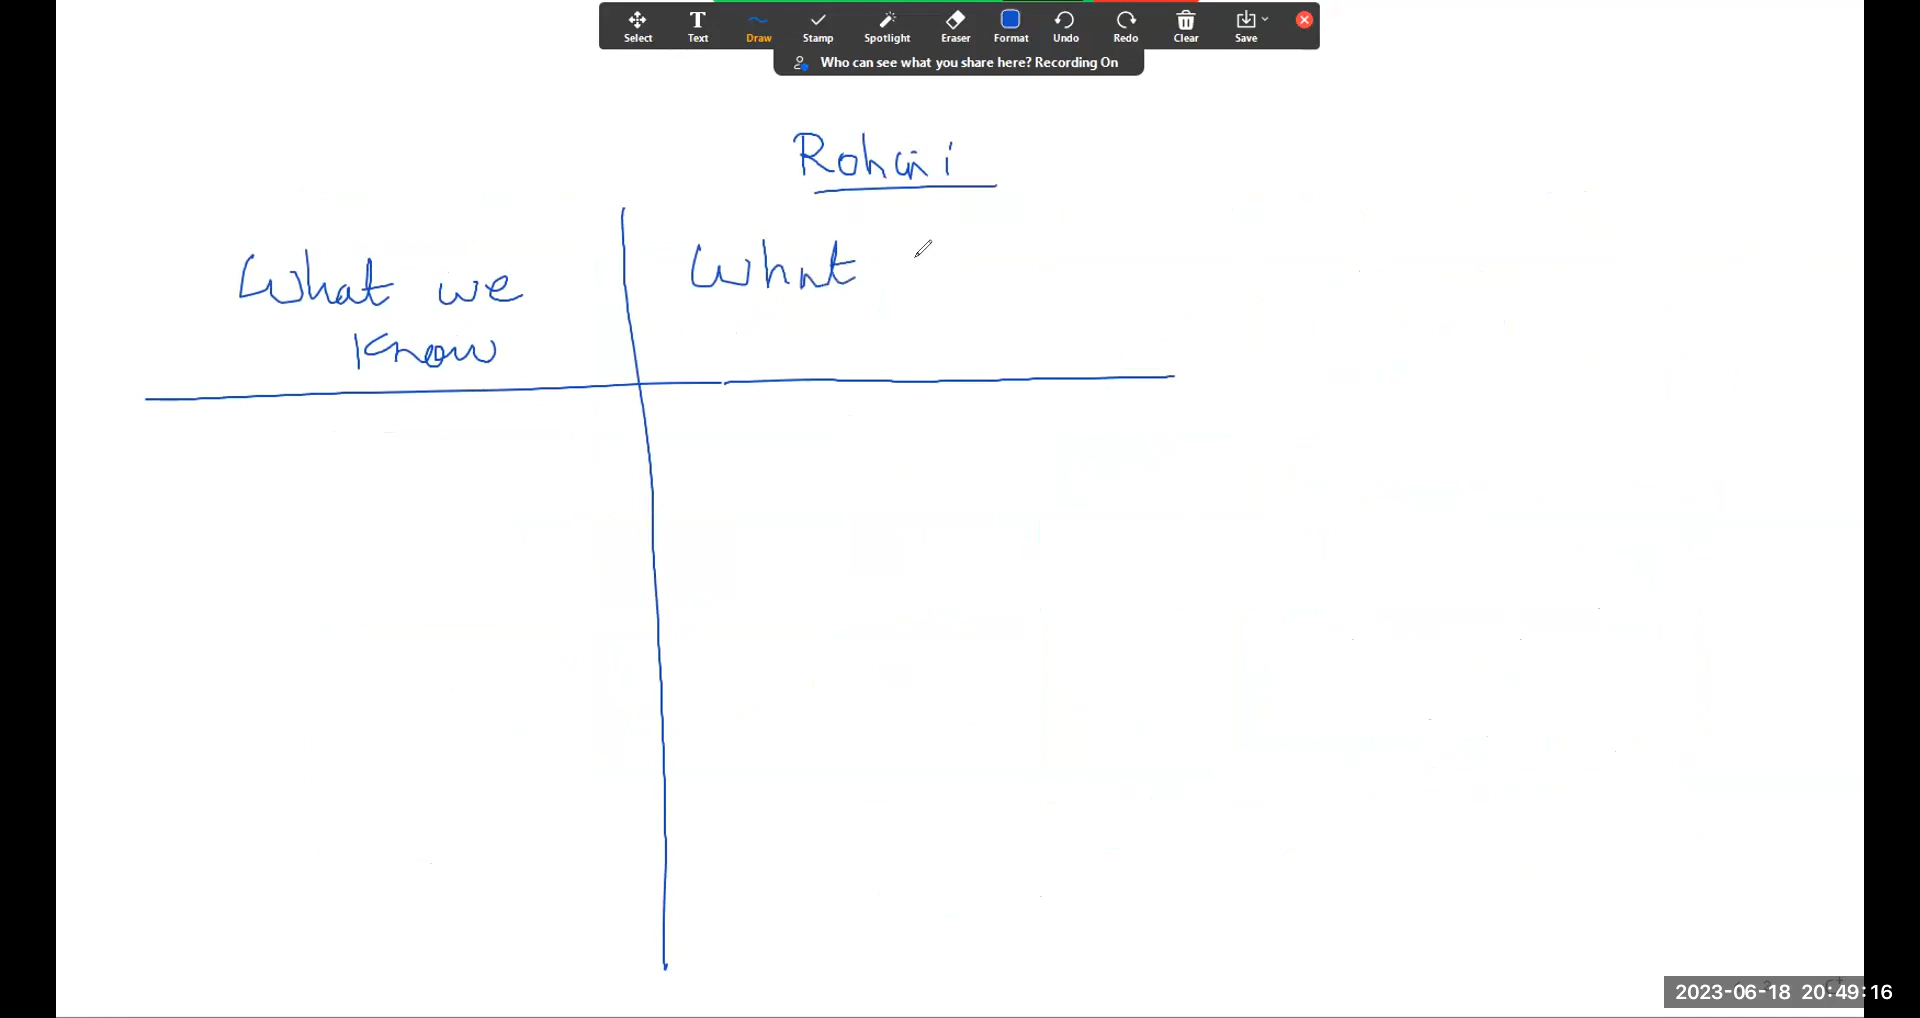 Select Text Draw Stamp Spotlight Eraser Format Undo Redo Clear Save
Who can see what you share here? Recording On
Rohini
What we
know
What
2023-06-18 20:49:16